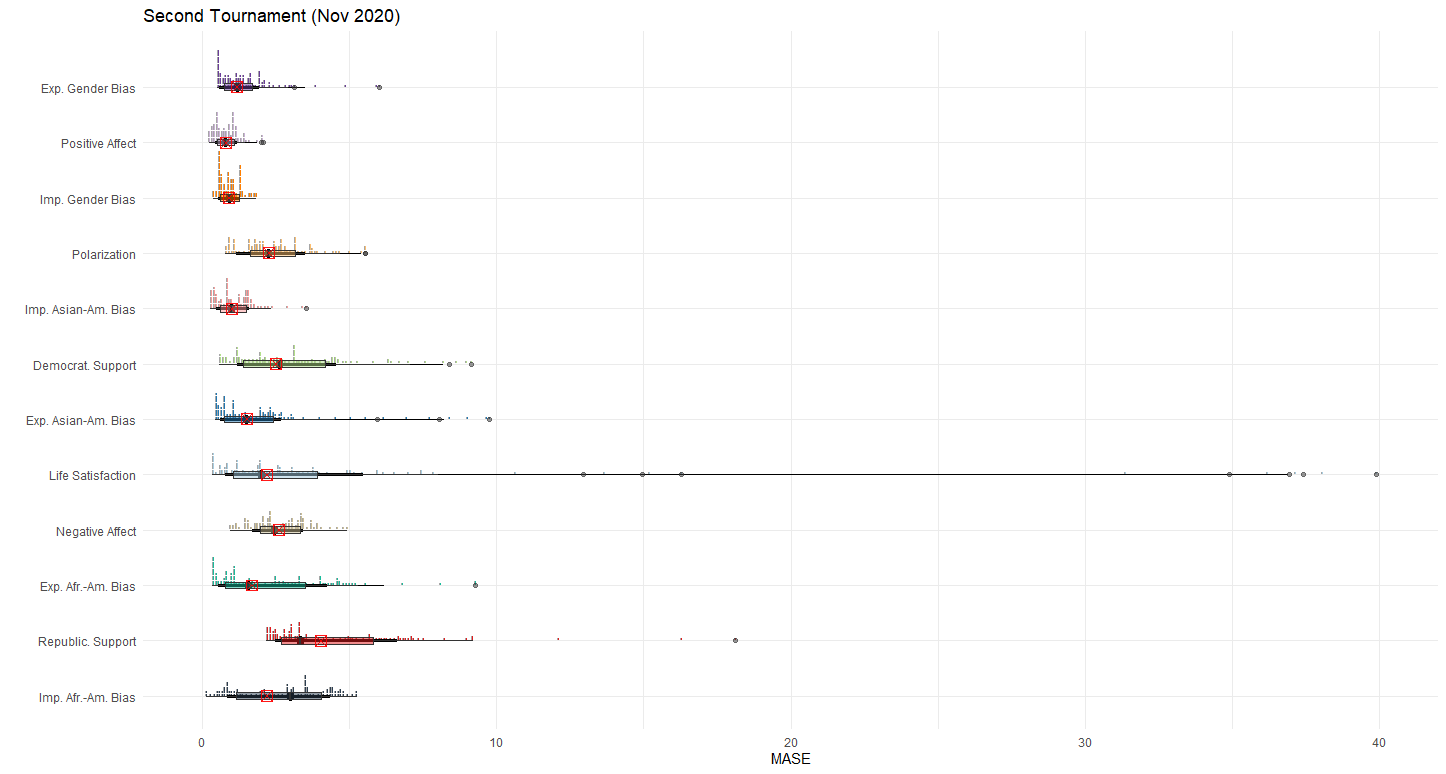 Second Tournament (Nov 2020)
Exp. Gender Bias
Positive Affect
Imp. Gender Bias
Polarization
Imp. Asian-Am. Bias
Democrat. Support
Exp. Asian-Am. Bias
Life Satisfaction
Negative Affect
Exp. Afr.-Am. Bias
Republic. Support
Imp. Afr.-Am. Bias
0 10 20 30 40
MASE